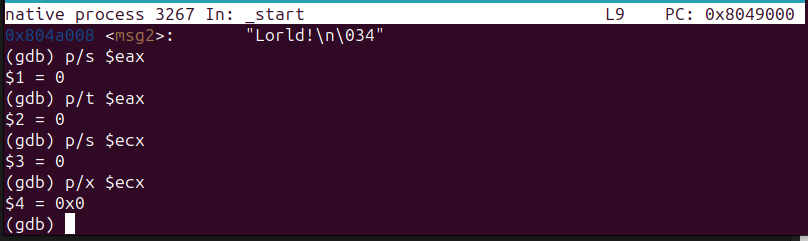 native process 3267 In: _start L9 PC: 0x8049000
0x804a008 <msg2>: "Lorld!\n\034"
(gdb) p/s $eax
$1 = 0
(gdb) p/t $eax
$2 = 0
(gdb) p/s $ecx
$3 = 0
(gdb) p/x $ecx
$4 = 0x0
(gdb)